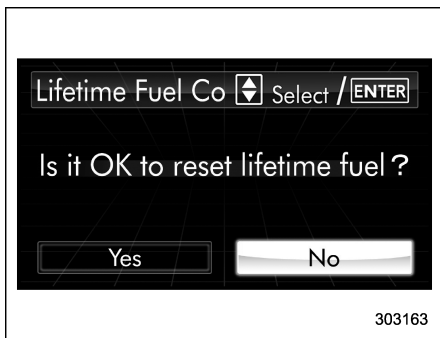 Lifetime Fuel Co Select / ENTER
Is it OK to reset lifetime fuel?
Yes No
303163